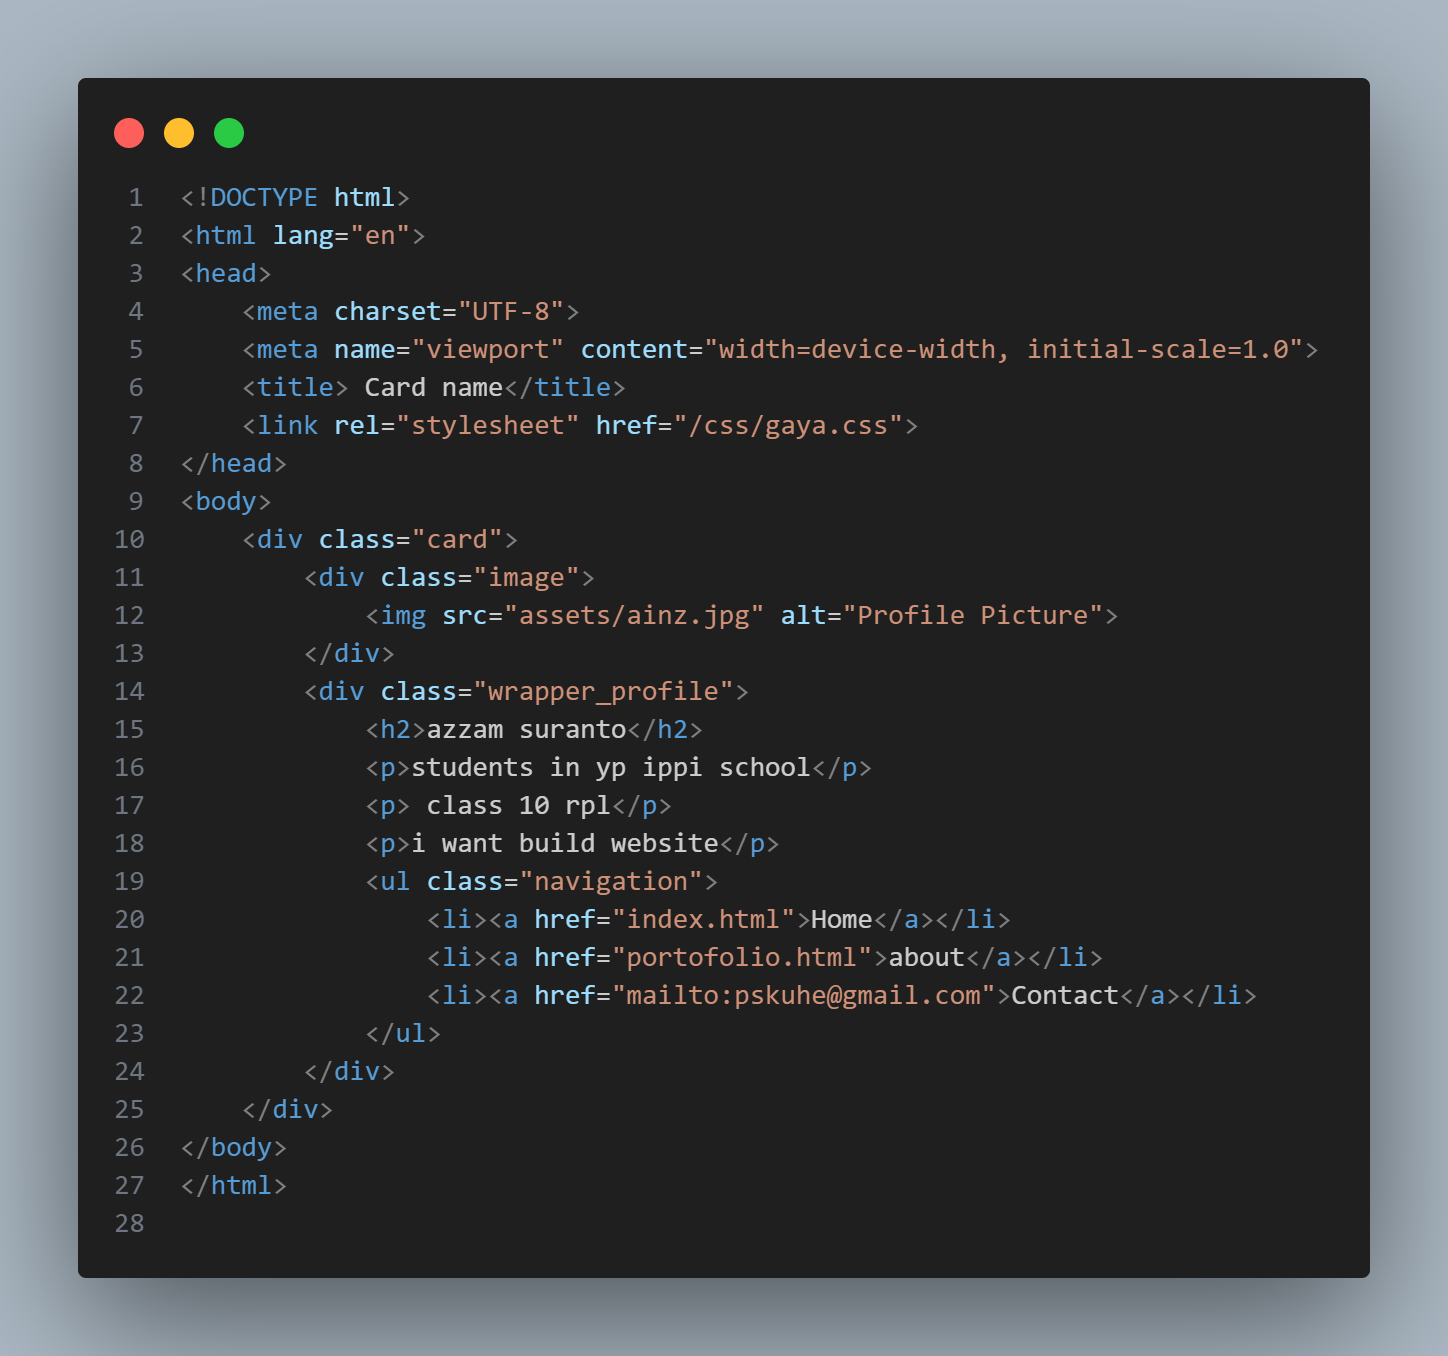 1 <!DOCTYPE html>
2 <html lang="en">
3 <head>
4     <meta charset="UTF-8">
5     <meta name="viewport" content="width=device-width, initial-scale=1.0">
6     <title> Card name</title>
7     <link rel="stylesheet" href="/css/gaya.css">
8 </head>
9 <body>
10     <div class="card">
11         <div class="image">
12             <img src="assets/ainz.jpg" alt="Profile Picture">
13         </div>
14         <div class="wrapper_profile">
15             <h2>azzam suranto</h2>
16             <p>students in yp ippi school</p>
17             <p> class 10 rpl</p>
18             <p>i want build website</p>
19             <ul class="navigation">
20                 <li><a href="index.html">Home</a></li>
21                 <li><a href="portofolio.html">about</a></li>
22                 <li><a href="mailto:pskuhe@gmail.com">Contact</a></li>
23             </ul>
24         </div>
25     </div>
26 </body>
27 </html>
28